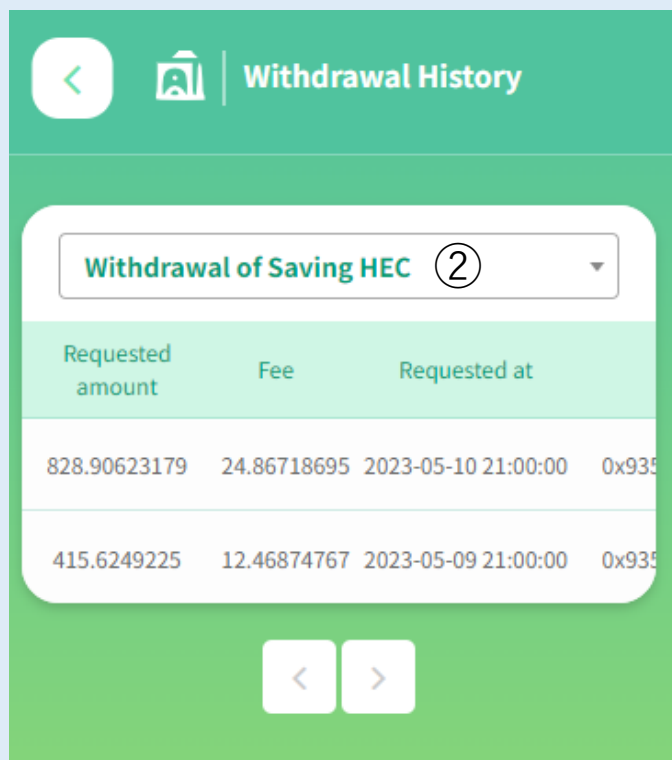 Withdrawal History
Withdrawal of Saving HEC ②
Requested amount Fee Requested at
828.90623179 24.86718695 2023-05-10 21:00:00 0x935
415.6249225 12.46874767 2023-05-09 21:00:00 0x935